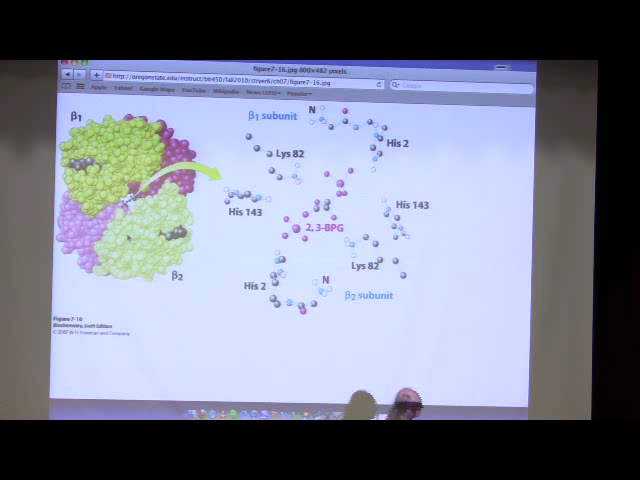 figure7-16.jpg 800×482 pixels
http://oregonstate.edu/instruct/bb450/fall2010/stryer6/ch07/figure7-16.jpg
Google
Apple Yahoo! Google Maps YouTube Wikipedia News Popular
β1
β1 subunit
N
His 2
Lys 82
His 143
His 143
2, 3-BPG
Lys 82
His 2
N
β2 subunit
β2
Figure 7-16
Biochemistry, Sixth Edition
© 2007 W. H. Freeman and Company